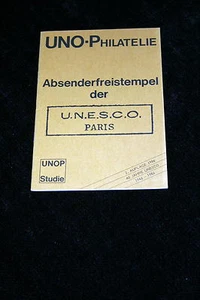 UNO·PHILATELIE
Absenderfreistempel
der
U.N.E.S.C.O.
PARIS
UNOP
Studie